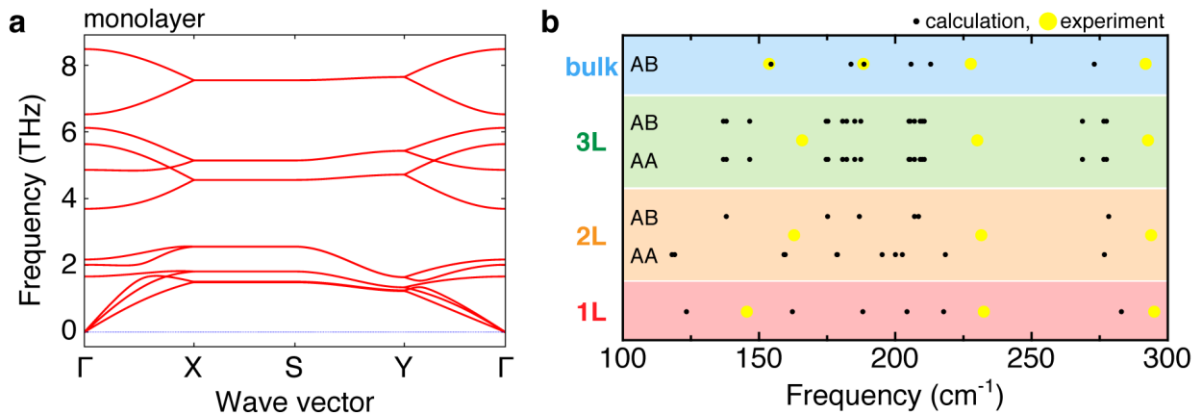 a
monolayer
Frequency (THz)
8
6
4
2
0
Γ
X
S
Y
Γ
Wave vector
b
calculation,
experiment
bulk
AB
3L
AB
AA
2L
AB
AA
1L
100
150
200
250
300
Frequency (cm⁻¹)